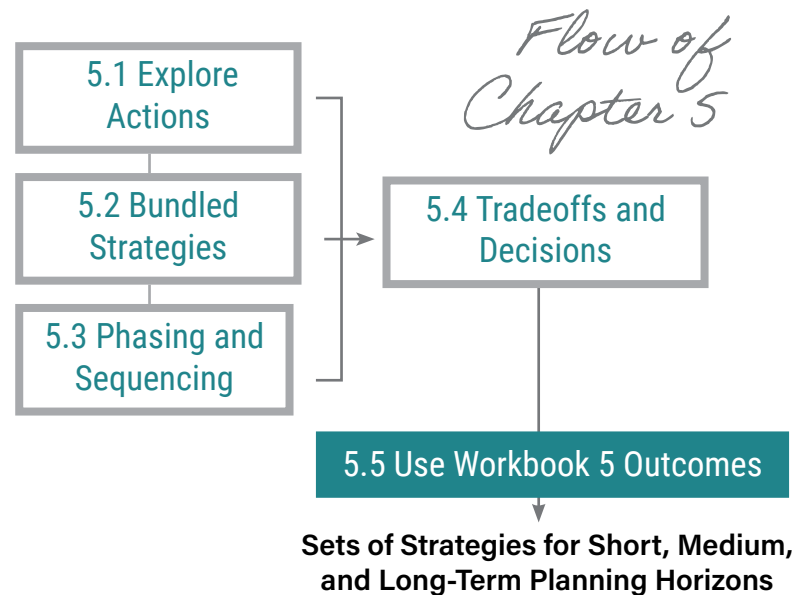 Flow of
Chapter 5
5.1 Explore
Actions
5.2 Bundled
Strategies
5.3 Phasing and
Sequencing
5.4 Tradeoffs and
Decisions
5.5 Use Workbook 5 Outcomes
Sets of Strategies for Short, Medium,
and Long-Term Planning Horizons